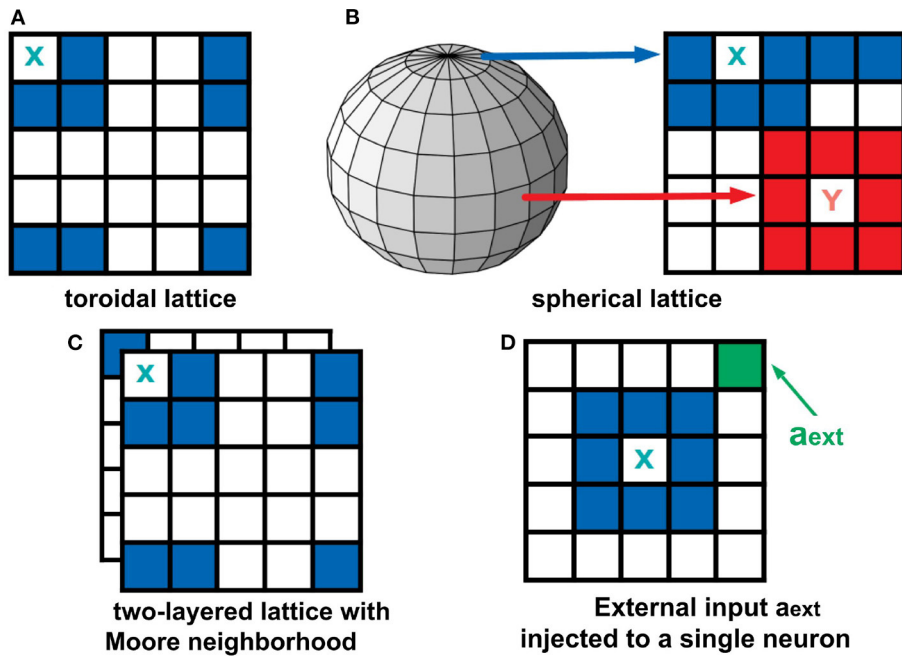 A
B
X
X
Y
toroidal lattice
spherical lattice
C
D
X
X
aext
two-layered lattice with
Moore neighborhood
External input aext
injected to a single neuron